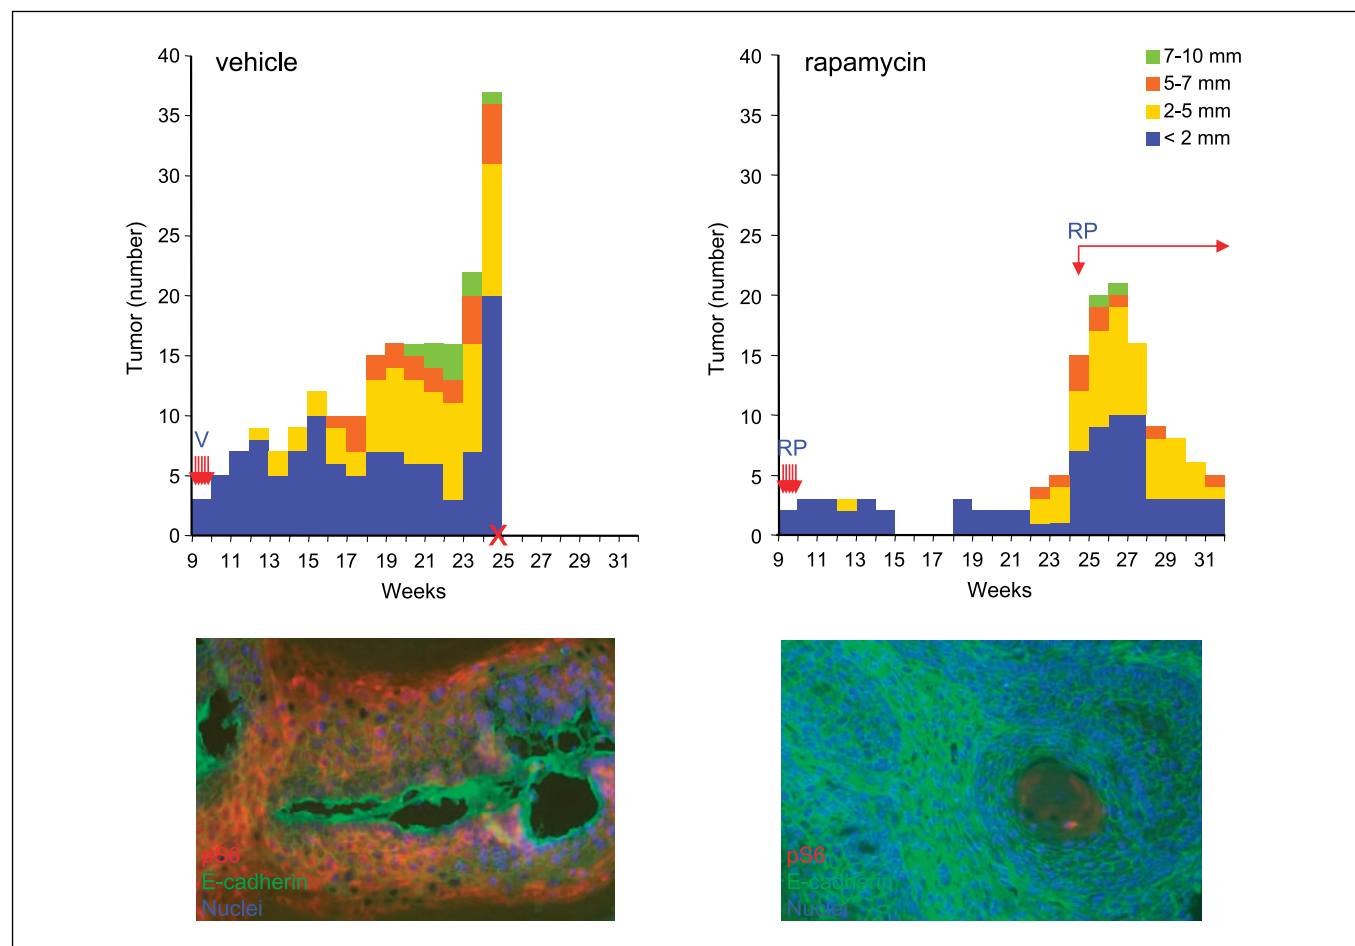 vehicle
40
35
30
25
20
15
10
5
0
Tumor (number)
V
X
9 11 13 15 17 19 21 23 25 27 29 31
Weeks
rapamycin
40
35
30
25
20
15
10
5
0
Tumor (number)
7-10 mm
5-7 mm
2-5 mm
< 2 mm
RP
RP
9 11 13 15 17 19 21 23 25 27 29 31
Weeks
pS6
E-cadherin
Nuclei
pS6
E-cadherin
Nuclei